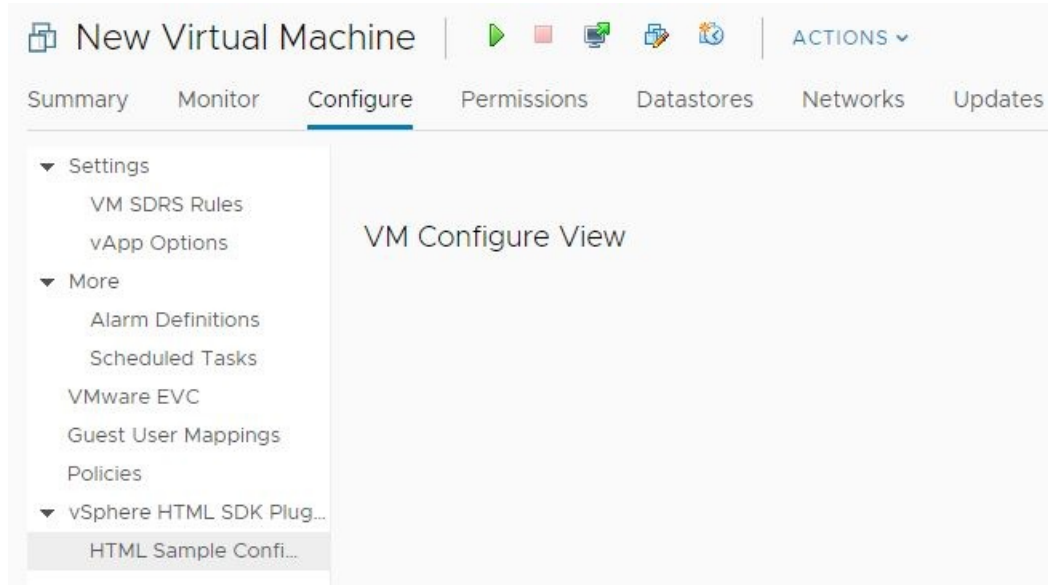 New Virtual Machine ACTIONS
Summary Monitor Configure Permissions Datastores Networks Updates
Settings
VM SDRS Rules
vApp Options
VM Configure View
More
Alarm Definitions
Scheduled Tasks
VMware EVC
Guest User Mappings
Policies
vSphere HTML SDK Plug...
HTML Sample Confi...